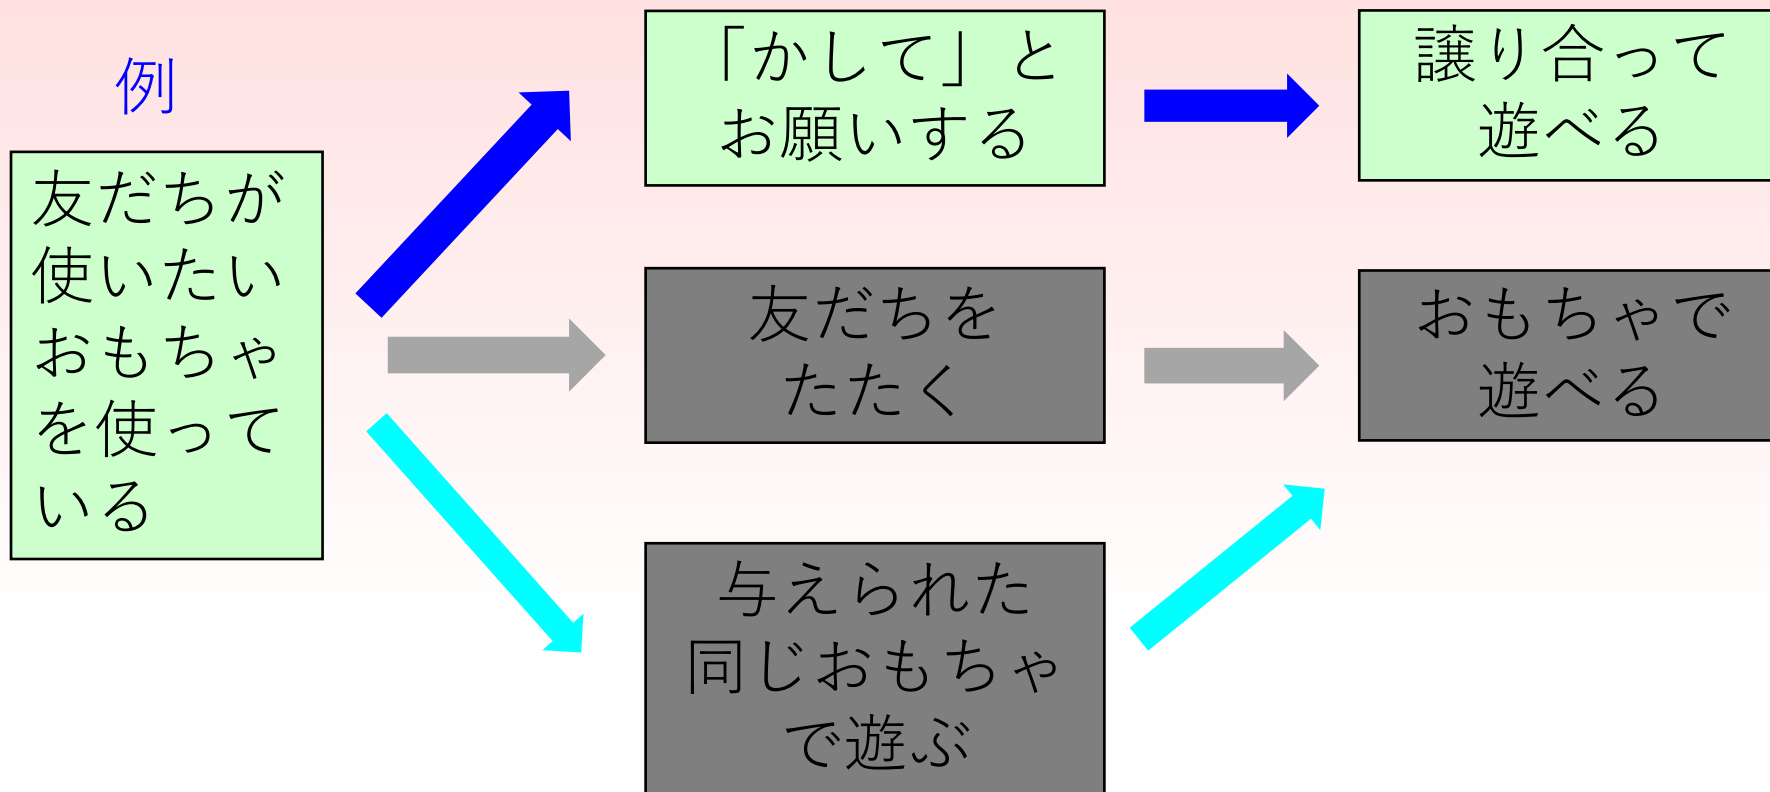 例
友だちが
使いたい
おもちゃ
を使って
いる
「かして」と
お願いする
譲り合って
遊べる
友だちを
たたく
おもちゃで
遊べる
与えられた
同じおもちゃ
で遊ぶ